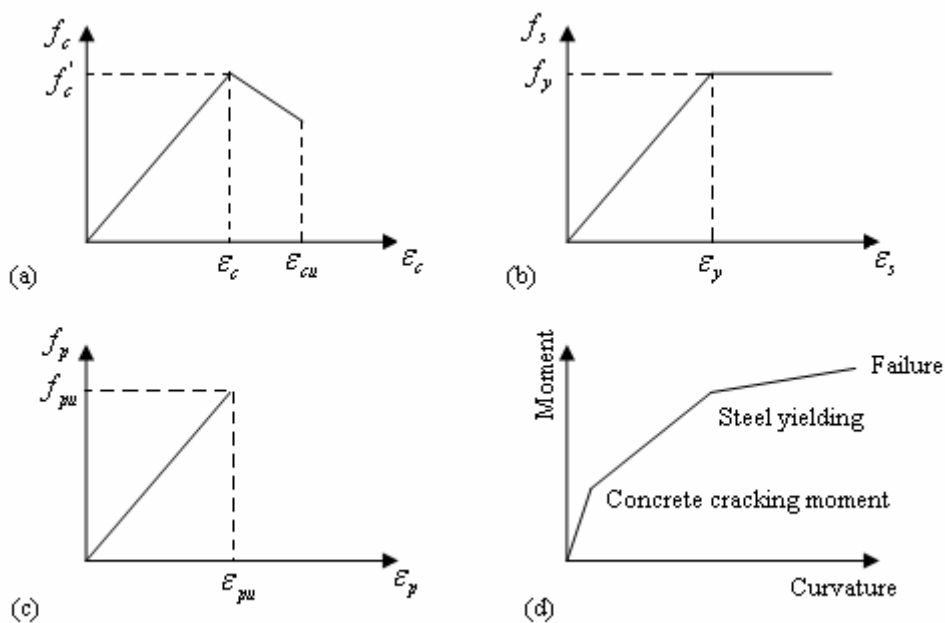 f_c
f'_c
ε_c
ε_cu
ε_c
(a)
f_s
f_y
ε_y
ε_s
(b)
f_p
f_pu
ε_pu
ε_p
(c)
Moment
Failure
Steel yielding
Concrete cracking moment
Curvature
(d)